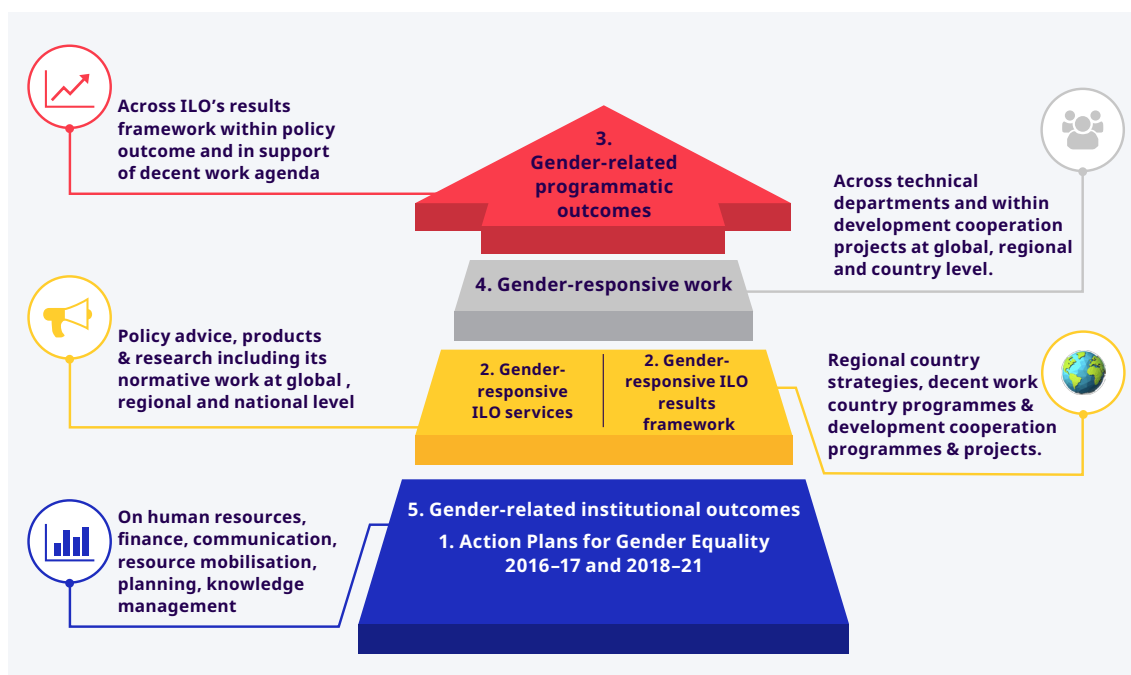 Across ILO’s results
framework within policy
outcome and in support
of decent work agenda
3.
Gender-related
programmatic
outcomes
Across technical
departments and within
development cooperation
projects at global, regional
and country level.
4. Gender-responsive work
Policy advice, products
& research including its
normative work at global ,
regional and national level
2. Gender-
responsive
ILO services
2. Gender-
responsive ILO
results
framework
Regional country
strategies, decent work
country programmes &
development cooperation
programmes & projects.
On human resources,
finance, communication,
resource mobilisation,
planning, knowledge
management
5. Gender-related institutional outcomes
1. Action Plans for Gender Equality
2016–17 and 2018–21